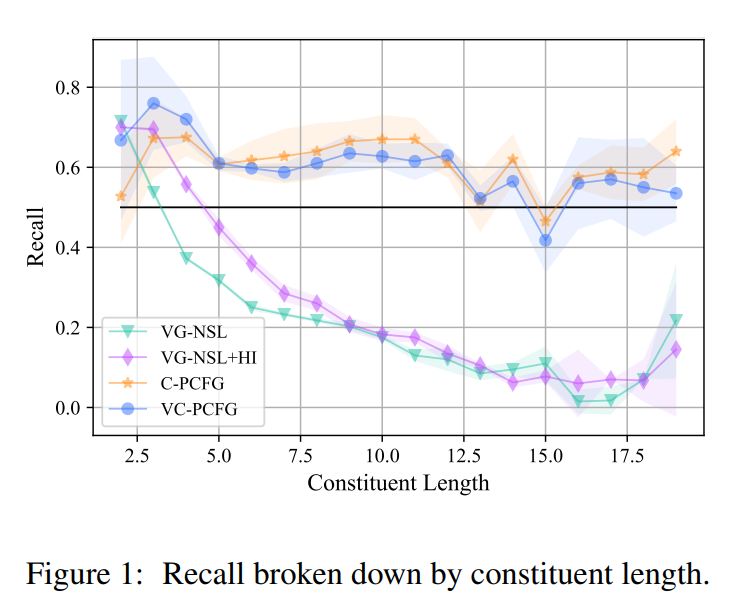 0.8
0.6
0.4
0.2
0.0
Recall
VG-NSL
VG-NSL+HI
C-PCFG
VC-PCFG
2.5 5.0 7.5 10.0 12.5 15.0 17.5
Constituent Length
Figure 1: Recall broken down by constituent length.